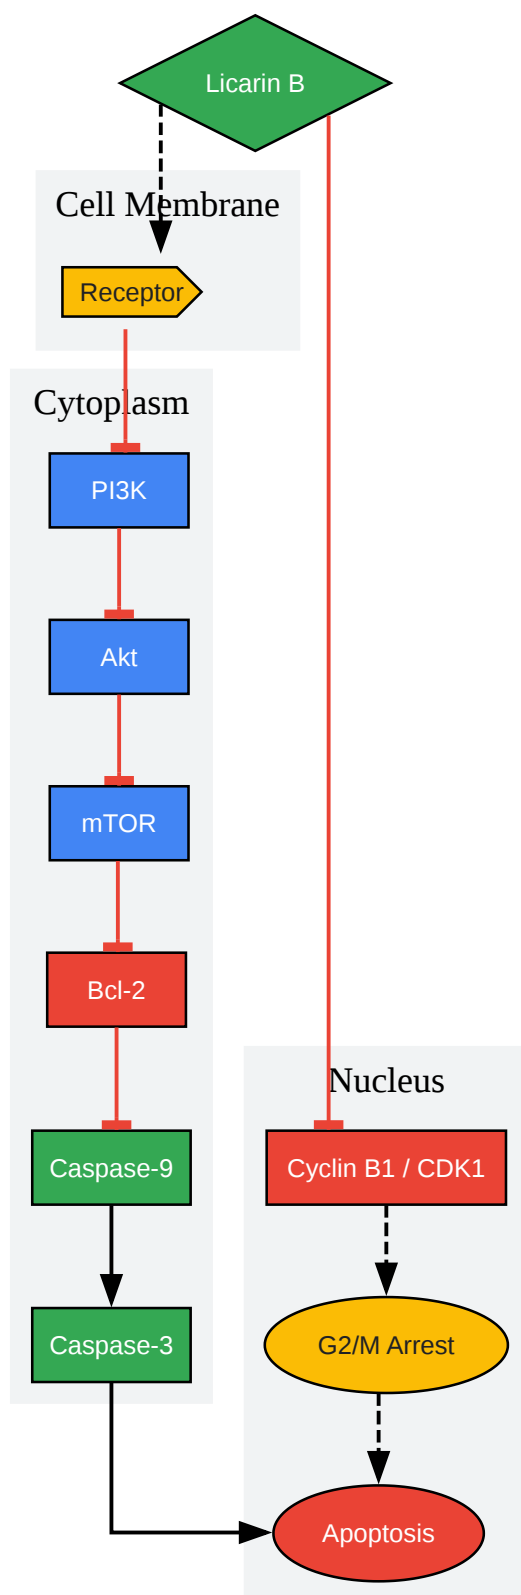 Licarin B
Cell Membrane
Receptor
Cytoplasm
PI3K
Akt
mTOR
Bcl-2
Nucleus
Caspase-9
Cyclin B1 / CDK1
Caspase-3
G2/M Arrest
Apoptosis